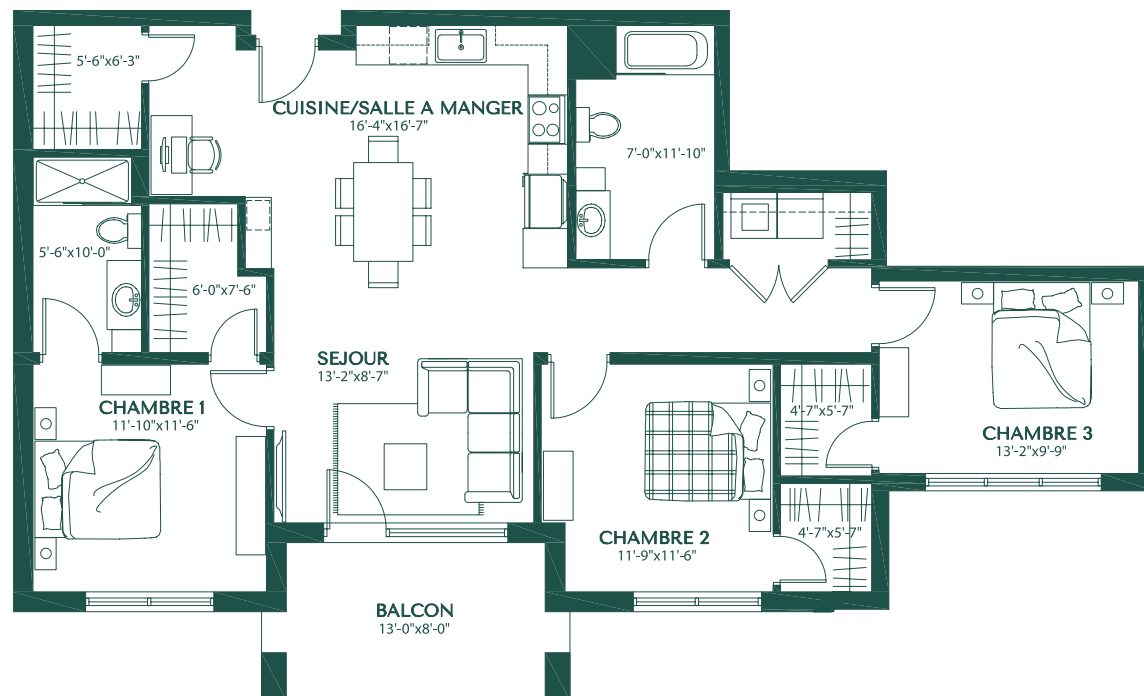 5'-6"x6'-3"
CUISINE/SALLE A MANGER
16'-4"x16'-7"
7'-0"x11'-10"
5'-6"x10'-0"
6'-0"x7'-6"
SEJOUR
13'-2"x8'-7"
CHAMBRE 1
11'-10"x11'-6"
4'-7"x5'-7"
CHAMBRE 3
13'-2"x9'-9"
CHAMBRE 2
11'-9"x11'-6"
4'-7"x5'-7"
BALCON
13'-0"x8'-0"